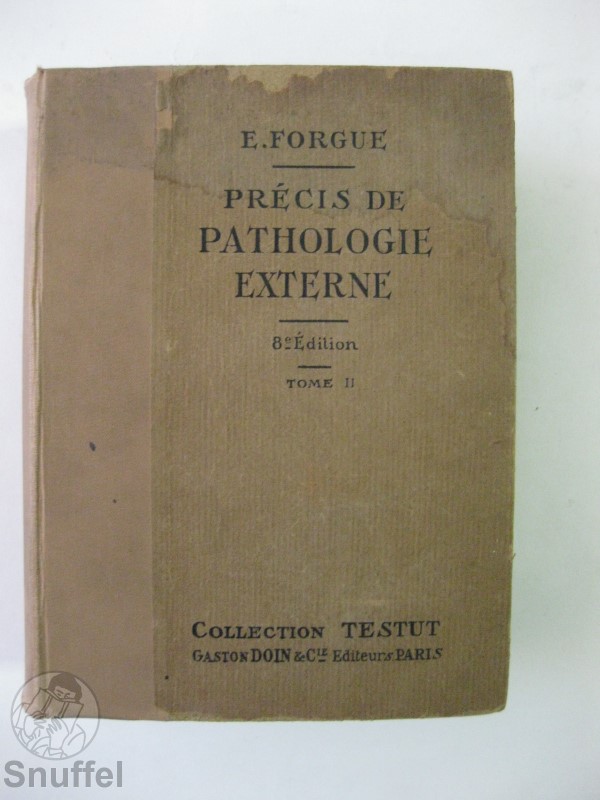 E. FORGUE
PRÉCIS DE
PATHOLOGIE
EXTERNE
8e Édition
TOME II
COLLECTION TESTUT
GASTON DOIN & Cie Editeurs PARIS
Snuffel